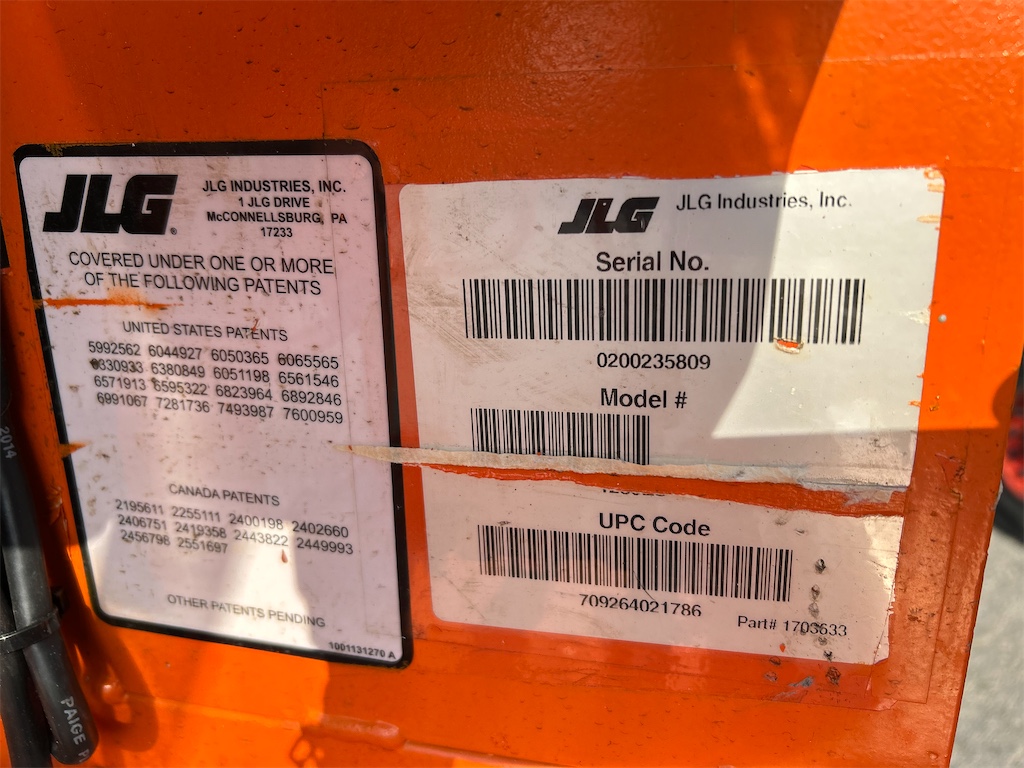 JLG
JLG INDUSTRIES, INC.
1 JLG DRIVE
McCONNELLSBURG, PA
17233
COVERED UNDER ONE OR MORE
OF THE FOLLOWING PATENTS
UNITED STATES PATENTS
5992562 6044927 6050365 6065565
6330933 6380849 6051198 6561546
6571913 6595322 6823964 6892846
6991067 7281736 7493987 7600959
CANADA PATENTS
2195611 2255111 2400198 2402660
2406751 2419358 2443822 2449993
2456798 2551697
OTHER PATENTS PENDING
1001131270 A
JLG JLG Industries, Inc.
Serial No.
0200235809
Model #
UPC Code
709264021786
Part# 1703633
2014
PAIGE